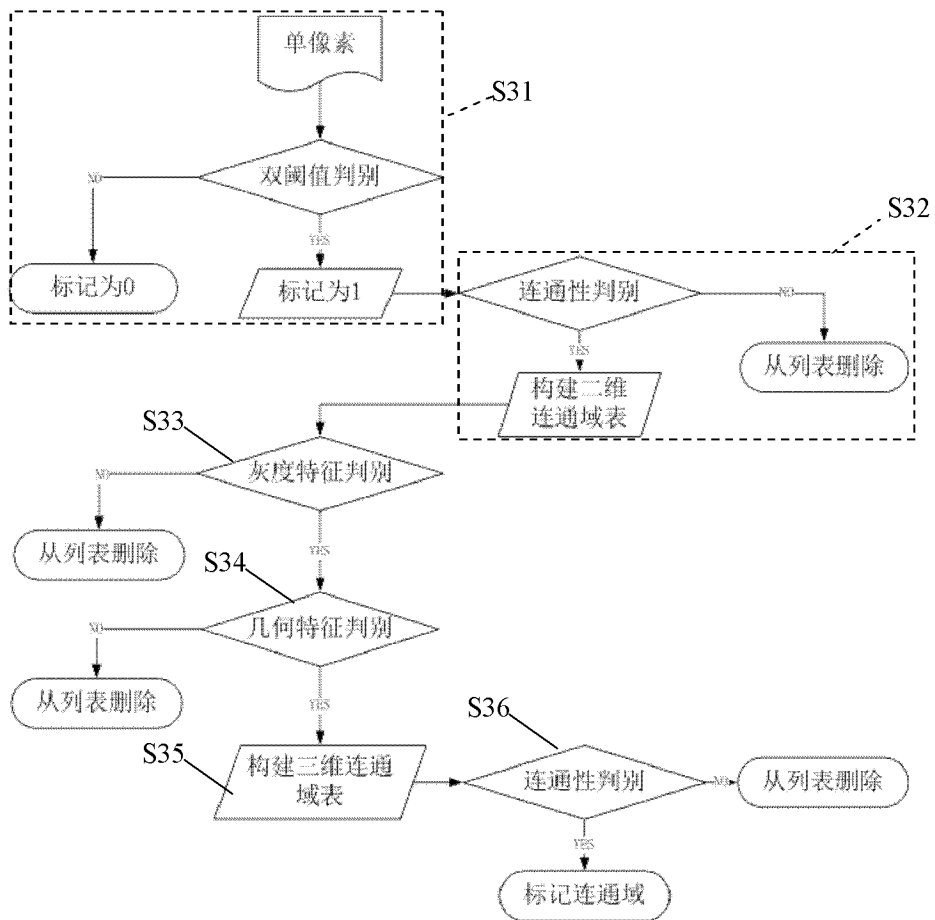 单像素
S31
双阈值判别
NO
YES
S32
标记为0
标记为1
连通性判别
NO
YES
从列表删除
构建二维
连通域表
S33
灰度特征判别
NO
YES
从列表删除
S34
几何特征判别
NO
YES
从列表删除
S36
S35
构建三维连通
域表
连通性判别
NO
从列表删除
YES
标记连通域